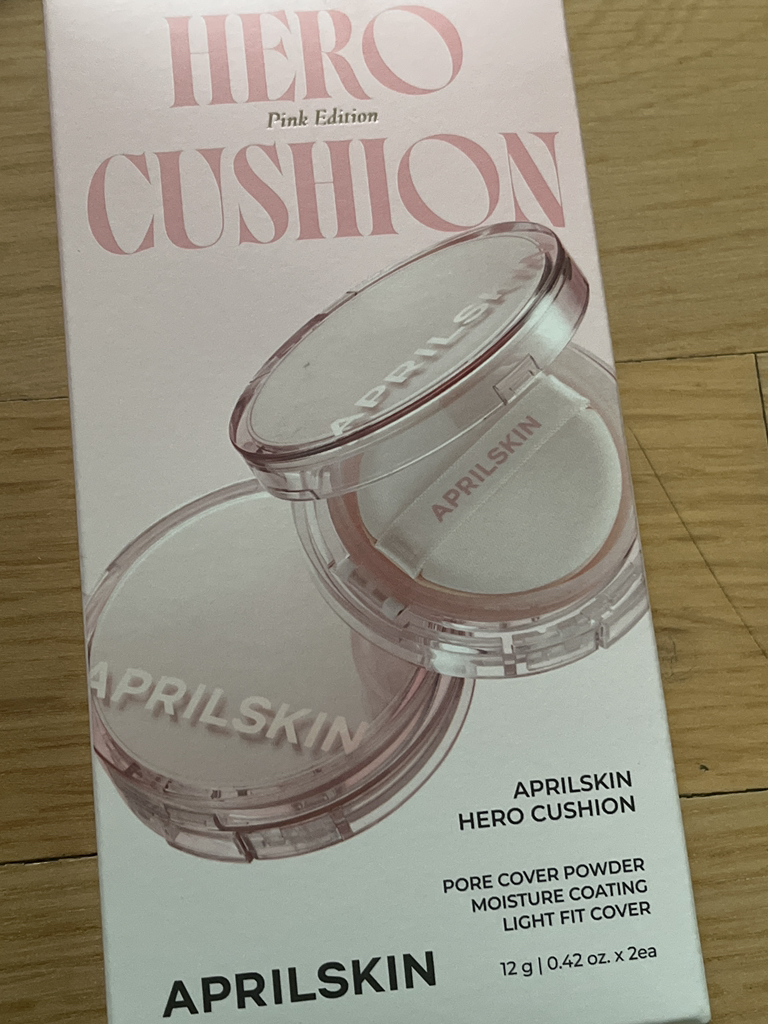 HERO
Pink Edition
CUSHION
APRILSKIN
APRILSKIN
APRILSKIN
APRILSKIN
HERO CUSHION
PORE COVER POWDER
MOISTURE COATING
LIGHT FIT COVER
12 g | 0.42 oz. x 2ea
APRILSKIN